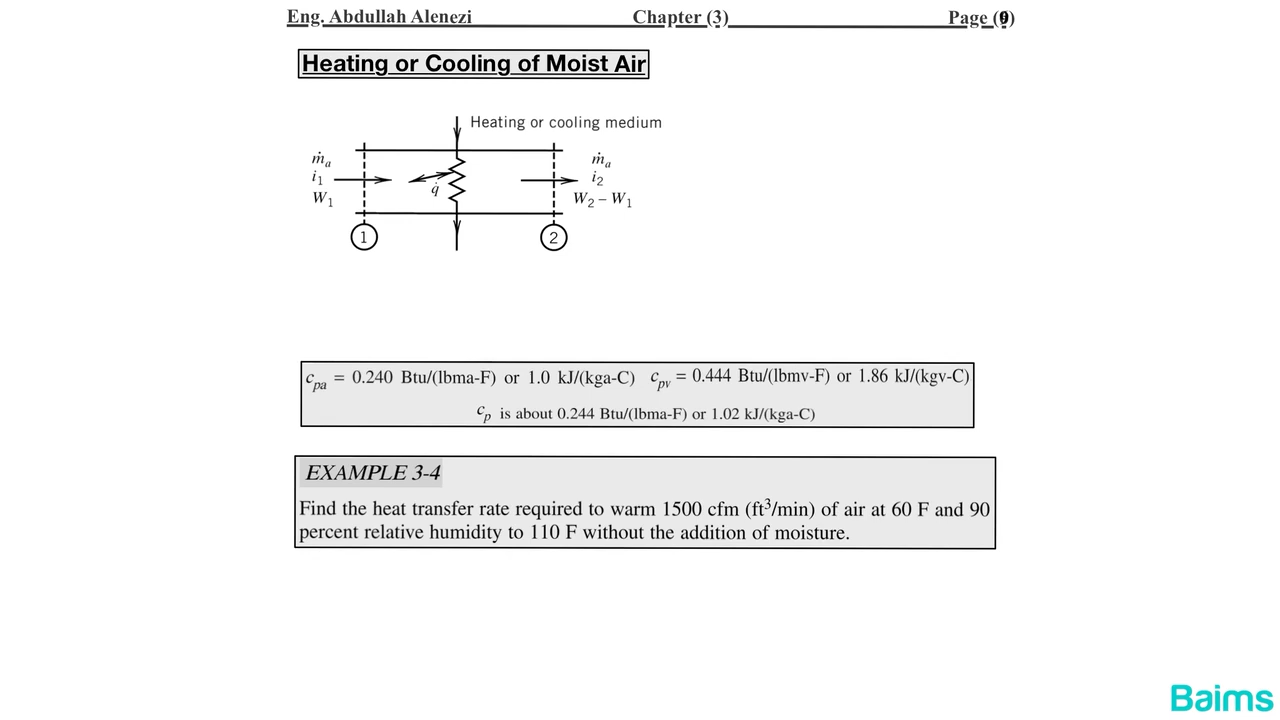 Eng. Abdullah Alenezi Chapter (3) Page (9)
Heating or Cooling of Moist Air
Heating or cooling medium
ṁa
i1
W1
q̇
ṁa
i2
W2 – W1
1
2
cpa = 0.240 Btu/(lbma-F) or 1.0 kJ/(kga-C) cpv = 0.444 Btu/(lbmv-F) or 1.86 kJ/(kgv-C)
cp is about 0.244 Btu/(lbma-F) or 1.02 kJ/(kga-C)
EXAMPLE 3-4
Find the heat transfer rate required to warm 1500 cfm (ft³/min) of air at 60 F and 90
percent relative humidity to 110 F without the addition of moisture.
Baims